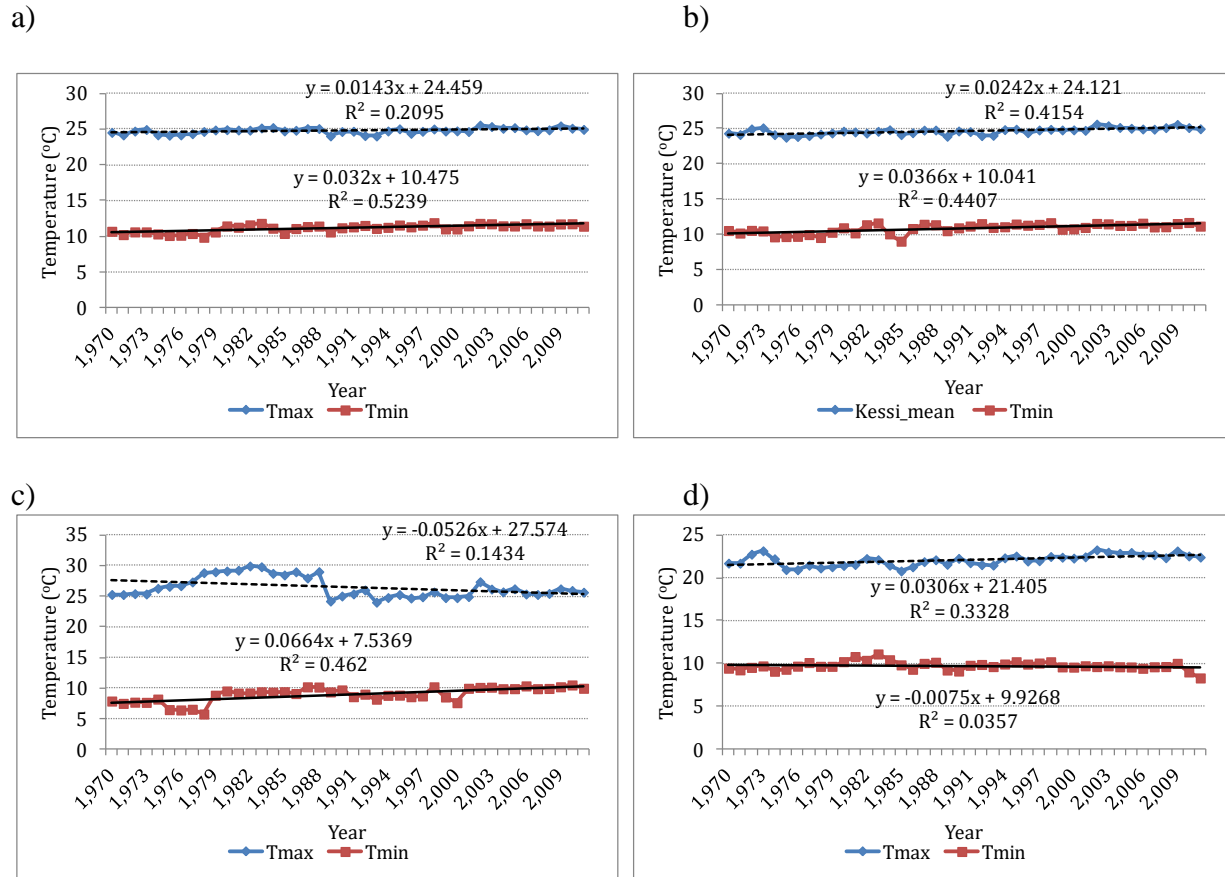 a)
b)
y = 0.0143x + 24.459
R² = 0.2095
y = 0.032x + 10.475
R² = 0.5239
Temperature (ᵒC)
30
25
20
15
10
5
0
1,970
1,973
1,976
1,979
1,982
1,985
1,988
1,991
1,994
1,997
2,000
2,003
2,006
2,009
Year
Tmax Tmin
y = 0.0242x + 24.121
R² = 0.4154
y = 0.0366x + 10.041
R² = 0.4407
Temperature (ᵒC)
30
25
20
15
10
5
0
1,970
1,973
1,976
1,979
1,982
1,985
1,988
1,991
1,994
1,997
2,000
2,003
2,006
2,009
Year
Kessi_mean Tmin
c)
d)
y = -0.0526x + 27.574
R² = 0.1434
y = 0.0664x + 7.5369
R² = 0.462
Temperature (ᵒC)
35
30
25
20
15
10
5
0
1,970
1,973
1,976
1,979
1,982
1,985
1,988
1,991
1,994
1,997
2,000
2,003
2,006
2,009
Year
Tmax Tmin
y = 0.0306x + 21.405
R² = 0.3328
y = -0.0075x + 9.9268
R² = 0.0357
Temperature (ᵒC)
25
20
15
10
5
0
1,970
1,973
1,976
1,979
1,982
1,985
1,988
1,991
1,994
1,997
2,000
2,003
2,006
2,009
Year
Tmax Tmin